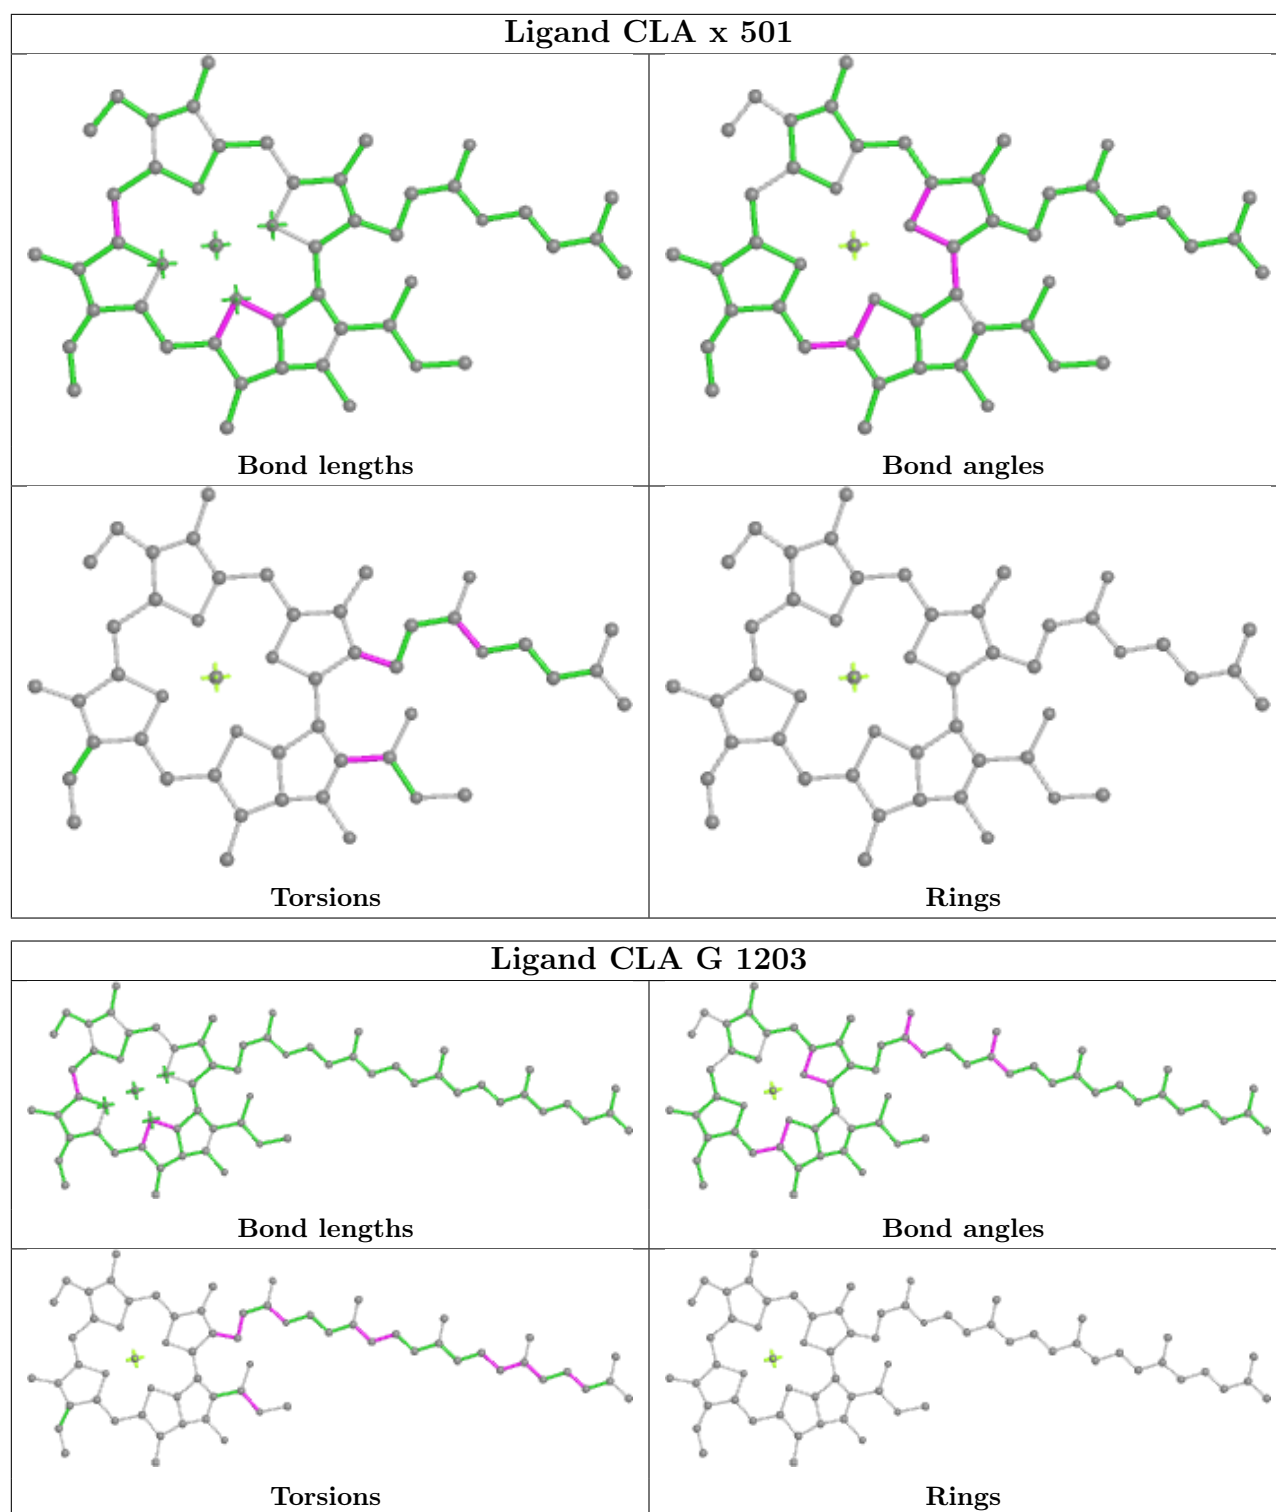 Ligand CLA x 501
Bond lengths
Bond angles
Torsions
Rings
Ligand CLA G 1203
Bond lengths
Bond angles
Torsions
Rings